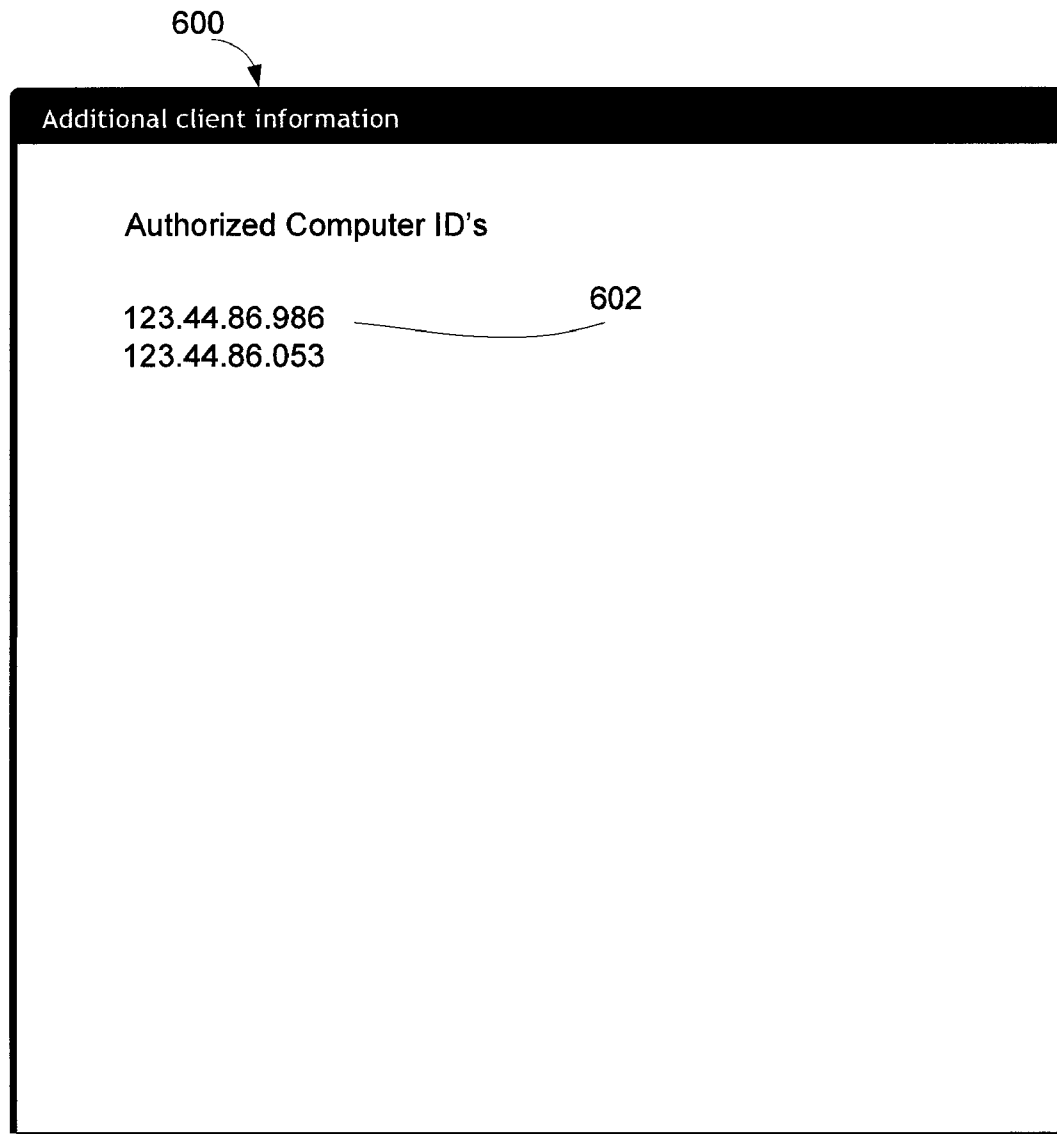 600
Additional client information
Authorized Computer ID's
602
123.44.86.986
123.44.86.053